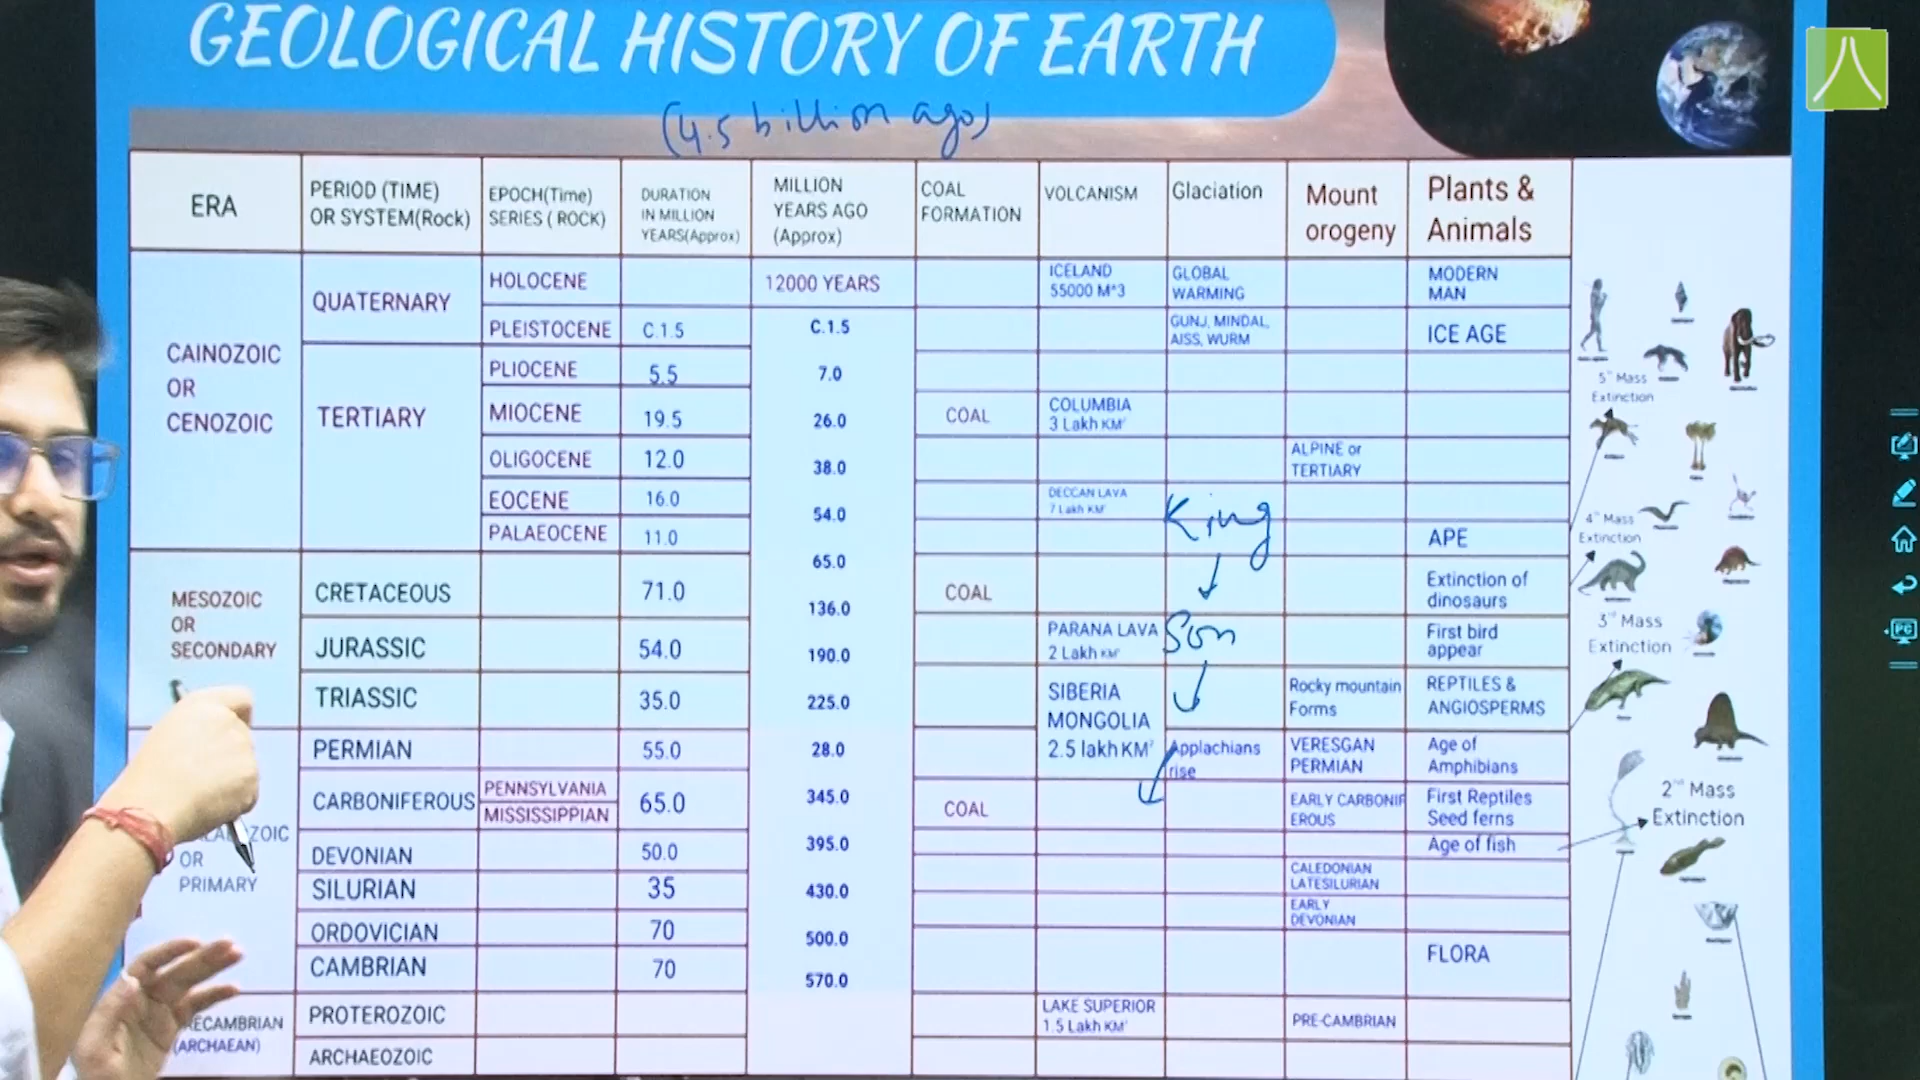 GEOLOGICAL HISTORY OF EARTH
(4.5 billion ago)
ERA
PERIOD (TIME)
OR SYSTEM(Rock)
EPOCH(Time)
SERIES ( ROCK)
DURATION
IN MILLION
YEARS(Approx)
MILLION
YEARS AGO
(Approx)
COAL
FORMATION
VOLCANISM
Glaciation
Mount
orogeny
Plants &
Animals
CAINOZOIC
OR
CENOZOIC
QUATERNARY
HOLOCENE
12000 YEARS
ICELAND
55000 M^3
GLOBAL
WARMING
MODERN
MAN
PLEISTOCENE
C.1.5
C.1.5
GUNJ, MINDAL,
AISS, WURM
ICE AGE
TERTIARY
PLIOCENE
5.5
7.0
MIOCENE
19.5
26.0
COAL
COLUMBIA
3 Lakh KM²
OLIGOCENE
12.0
38.0
ALPINE or
TERTIARY
EOCENE
16.0
54.0
DECCAN LAVA
7 Lakh KM²
King
PALAEOCENE
11.0
65.0
APE
MESOZOIC
OR
SECONDARY
CRETACEOUS
71.0
136.0
COAL
Extinction of
dinosaurs
JURASSIC
54.0
190.0
PARANA LAVA
2 Lakh KM²
Son
First bird
appear
TRIASSIC
35.0
225.0
SIBERIA
MONGOLIA
2.5 lakh KM²
Rocky mountain
Forms
REPTILES &
ANGIOSPERMS
OR
PRIMARY
PERMIAN
55.0
28.0
Applachians
rise
VERESGAN
PERMIAN
Age of
Amphibians
CARBONIFEROUS
PENNSYLVANIA
MISSISSIPPIAN
65.0
345.0
COAL
EARLY CARBONIF
EROUS
First Reptiles
Seed ferns
DEVONIAN
50.0
395.0
Age of fish
SILURIAN
35
430.0
CALEDONIAN
LATESILURIAN
ORDOVICIAN
70
500.0
EARLY
DEVONIAN
CAMBRIAN
70
570.0
FLORA
RECAMBRIAN
(ARCHAEAN)
PROTEROZOIC
LAKE SUPERIOR
1.5 Lakh KM²
PRE-CAMBRIAN
ARCHAEOZOIC
5th Mass
Extinction
4th Mass
Extinction
3rd Mass
Extinction
2nd Mass
Extinction
PC